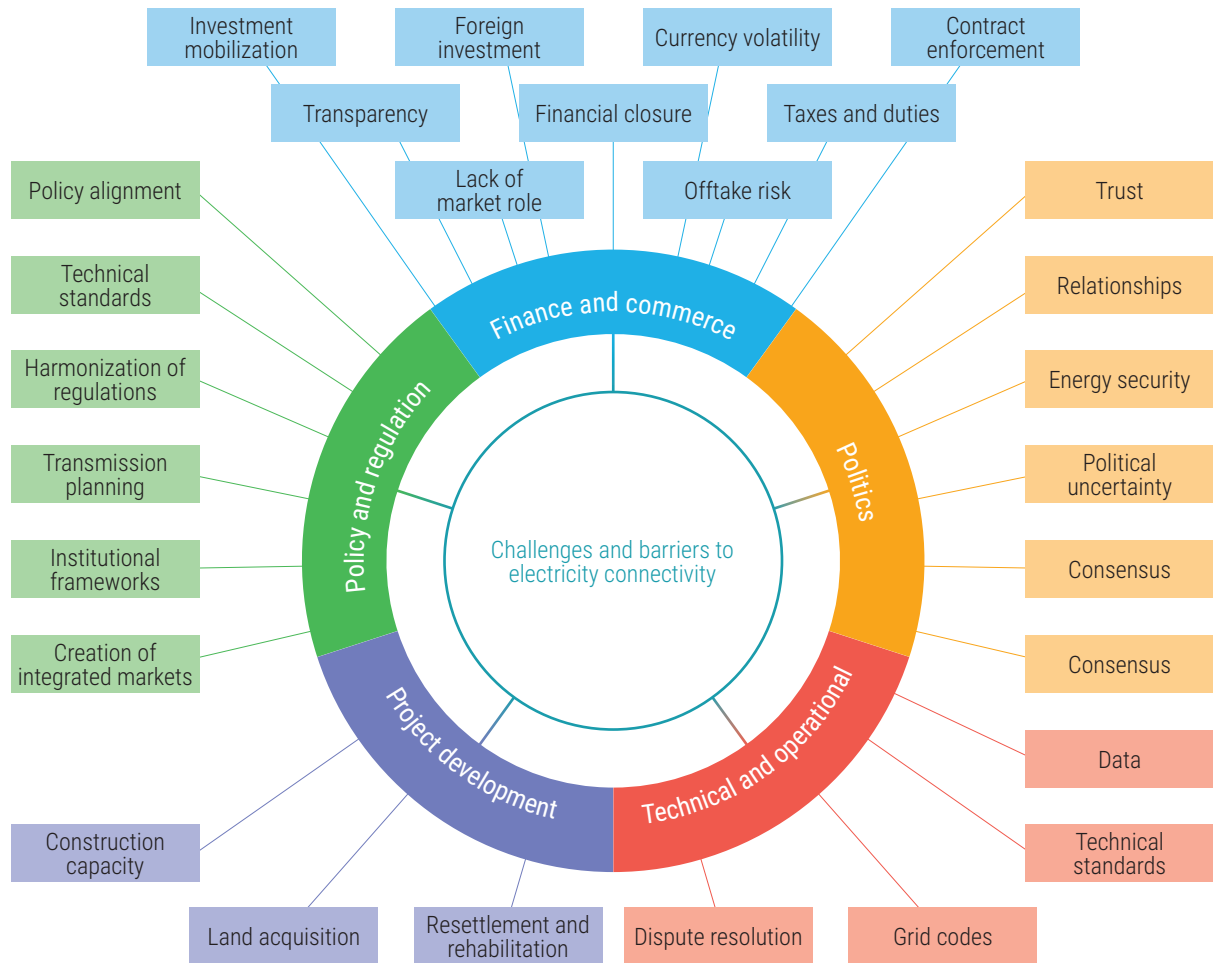 Investment
mobilization
Foreign
investment
Currency volatility
Contract
enforcement
Transparency
Financial closure
Taxes and duties
Lack of
market role
Offtake risk
Policy alignment
Technical
standards
Harmonization of
regulations
Transmission
planning
Institutional
frameworks
Creation of
integrated markets
Trust
Relationships
Energy security
Political
uncertainty
Consensus
Consensus
Finance and commerce
Policy and regulation
Politics
Challenges and barriers to
electricity connectivity
Project development
Technical and operational
Data
Technical
standards
Construction
capacity
Land acquisition
Resettlement and
rehabilitation
Dispute resolution
Grid codes